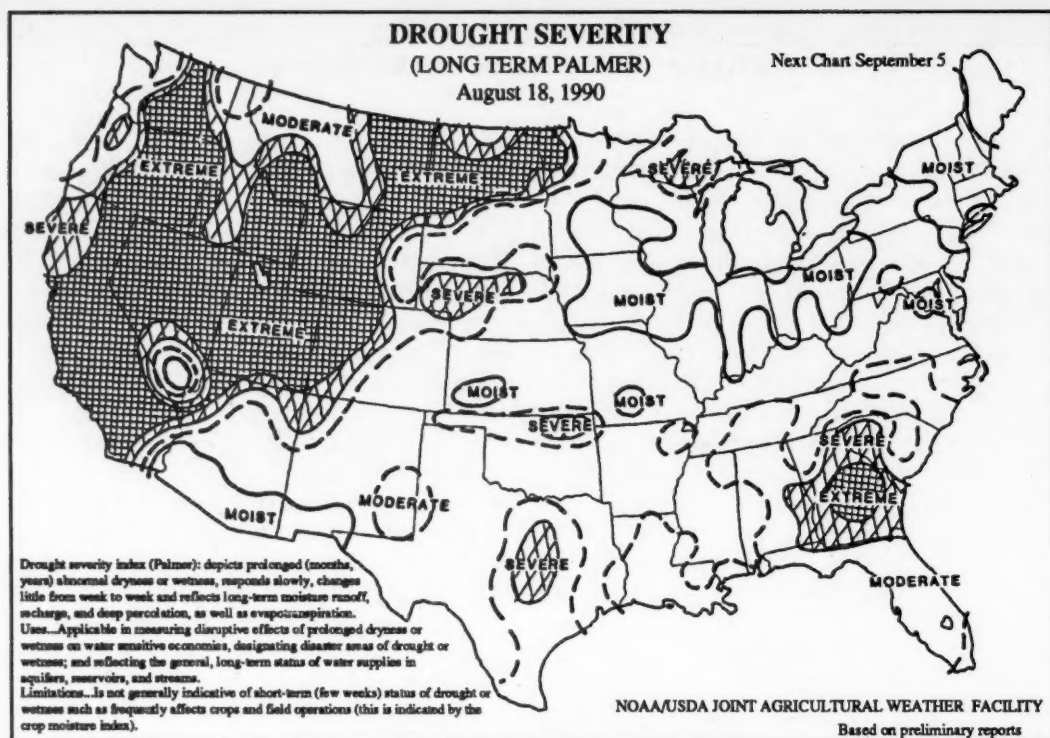 DROUGHT SEVERITY
(LONG TERM PALMER)
August 18, 1990
Next Chart September 5
MODERATE
EXTREME
EXTREME
SEVERE
MOIST
SEVERE
SEVERE
MOIST
MOIST
MOIST
EXTREME
MOIST
MOIST
SEVERE
SEVERE
EXTREME
MODERATE
MOIST
SEVERE
MODERATE
Drought severity index (Palmer): depicts prolonged (months,
years) abnormal dryness or wetness, responds slowly, changes
little from week to week and reflects long-term moisture runoff,
recharge, and deep percolation, as well as evapotranspiration.
Uses...Applicable in measuring disruptive effects of prolonged dryness or
wetness on water sensitive economies, designating disaster areas of drought or
wetness; and reflecting the general, long-term status of water supplies in
aquifers, reservoirs, and streams.
Limitations...Is not generally indicative of short-term (few weeks) status of drought or
wetness such as frequently affects crops and field operations (this is indicated by the
crop moisture index).
NOAA/USDA JOINT AGRICULTURAL WEATHER FACILITY
Based on preliminary reports